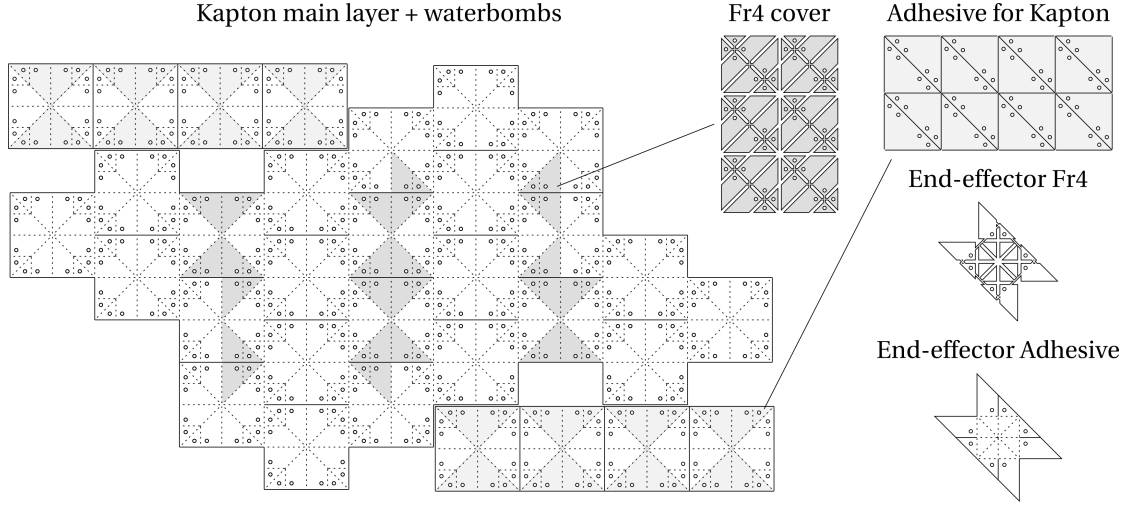 Kapton main layer + waterbombs
Fr4 cover
Adhesive for Kapton
End-effector Fr4
End-effector Adhesive